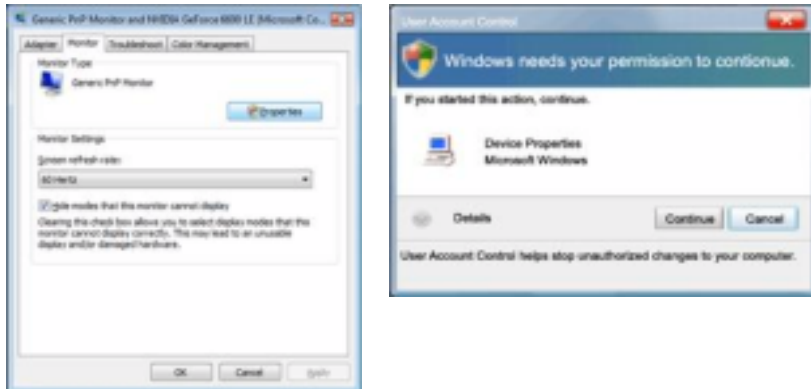 Generic PnP Monitor and NVIDIA GeForce 6600 LE (Microsoft Co...
Adapter Monitor Troubleshoot Color Management
Monitor Type
Generic PnP Monitor
Properties
Monitor Settings
Screen refresh rate:
60 Hertz
Hide modes that this monitor cannot display
Clearing this check box allows you to select display modes that this
monitor cannot display correctly. This may lead to an unusable
display and/or damaged hardware.
OK Cancel Apply
User Account Control
Windows needs your permission to contionue.
If you started this action, continue.
Device Properties
Microsoft Windows
Details Continue Cancel
User Account Control helps stop unauthorized changes to your computer.